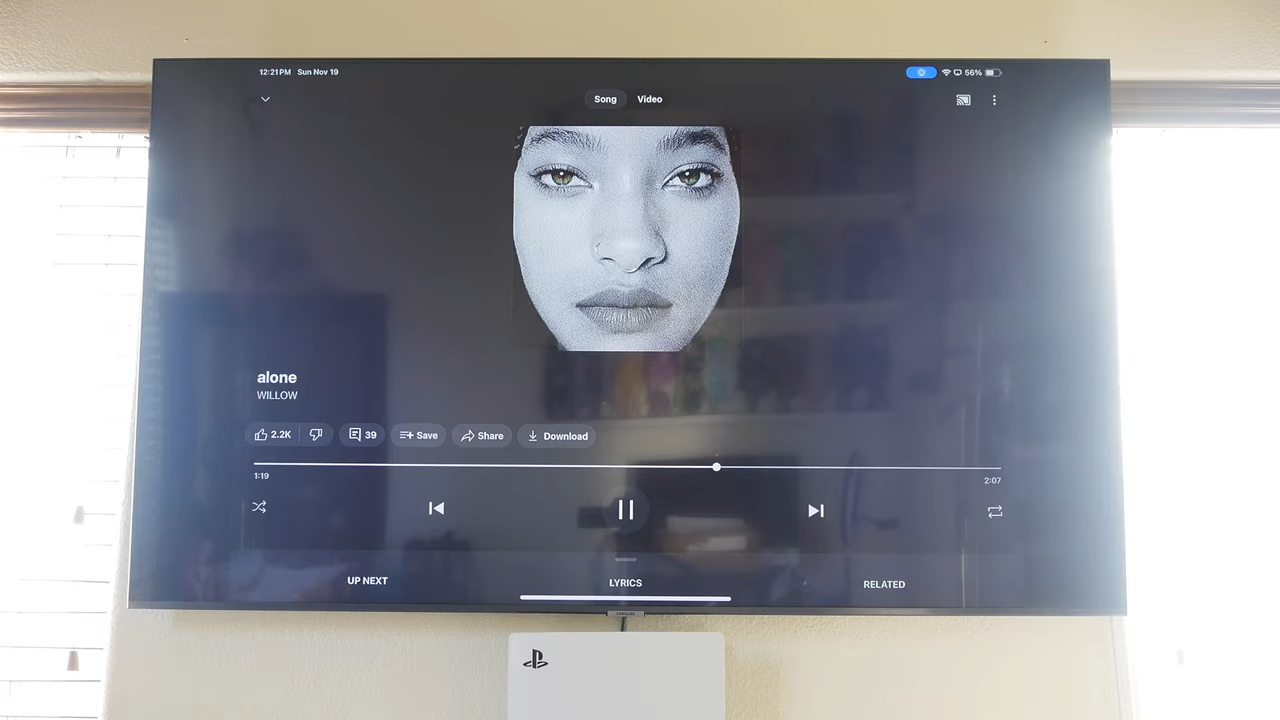 12:21 PM Sun Nov 19
56%
Song Video
alone
WILLOW
2.2K 39 Save Share Download
1:19
2:07
UP NEXT LYRICS RELATED
SAMSUNG